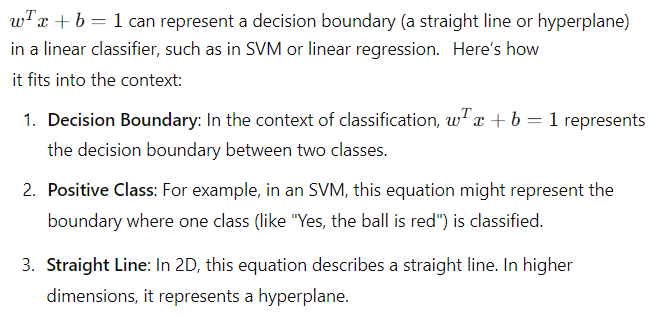 wᵀx + b = 1 can represent a decision boundary (a straight line or hyperplane)
in a linear classifier, such as in SVM or linear regression. Here's how
it fits into the context:
1. Decision Boundary: In the context of classification, wᵀx + b = 1 represents
the decision boundary between two classes.
2. Positive Class: For example, in an SVM, this equation might represent the
boundary where one class (like "Yes, the ball is red") is classified.
3. Straight Line: In 2D, this equation describes a straight line. In higher
dimensions, it represents a hyperplane.